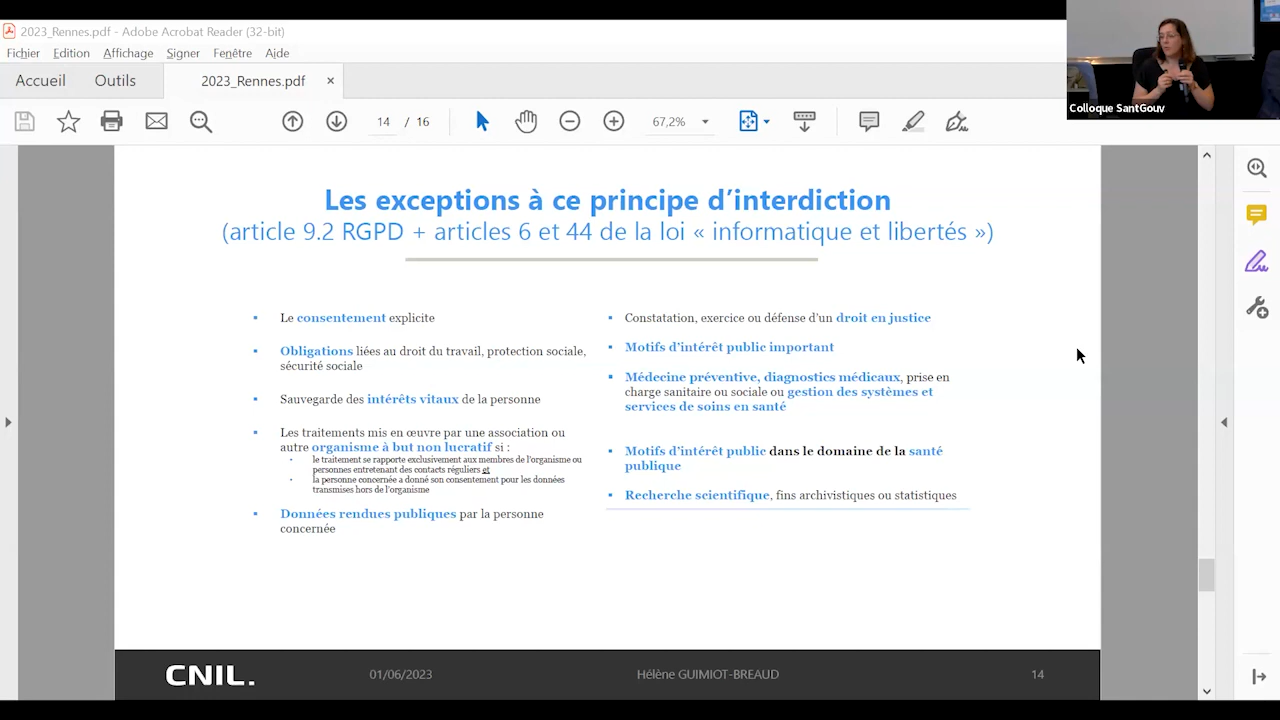 2023_Rennes.pdf - Adobe Acrobat Reader (32-bit)
Fichier Edition Affichage Signer Fenêtre Aide
Accueil Outils 2023_Rennes.pdf ×
14 / 16 67,2%
Colloque SantGouv
Les exceptions à ce principe d’interdiction
(article 9.2 RGPD + articles 6 et 44 de la loi « informatique et libertés »)
▪ Le consentement explicite
▪ Obligations liées au droit du travail, protection sociale,
sécurité sociale
▪ Sauvegarde des intérêts vitaux de la personne
▪ Les traitements mis en œuvre par une association ou
autre organisme à but non lucratif si :
▪ le traitement se rapporte exclusivement aux membres de l’organisme ou
personnes entretenant des contacts réguliers et
▪ la personne concernée a donné son consentement pour les données
transmises hors de l’organisme
▪ Données rendues publiques par la personne
concernée
▪ Constatation, exercice ou défense d’un droit en justice
▪ Motifs d’intérêt public important
▪ Médecine préventive, diagnostics médicaux, prise en
charge sanitaire ou sociale ou gestion des systèmes et
services de soins en santé
▪ Motifs d’intérêt public dans le domaine de la santé
publique
▪ Recherche scientifique, fins archivistiques ou statistiques
CNIL. 01/06/2023 Hélène GUIMIOT-BREAUD 14